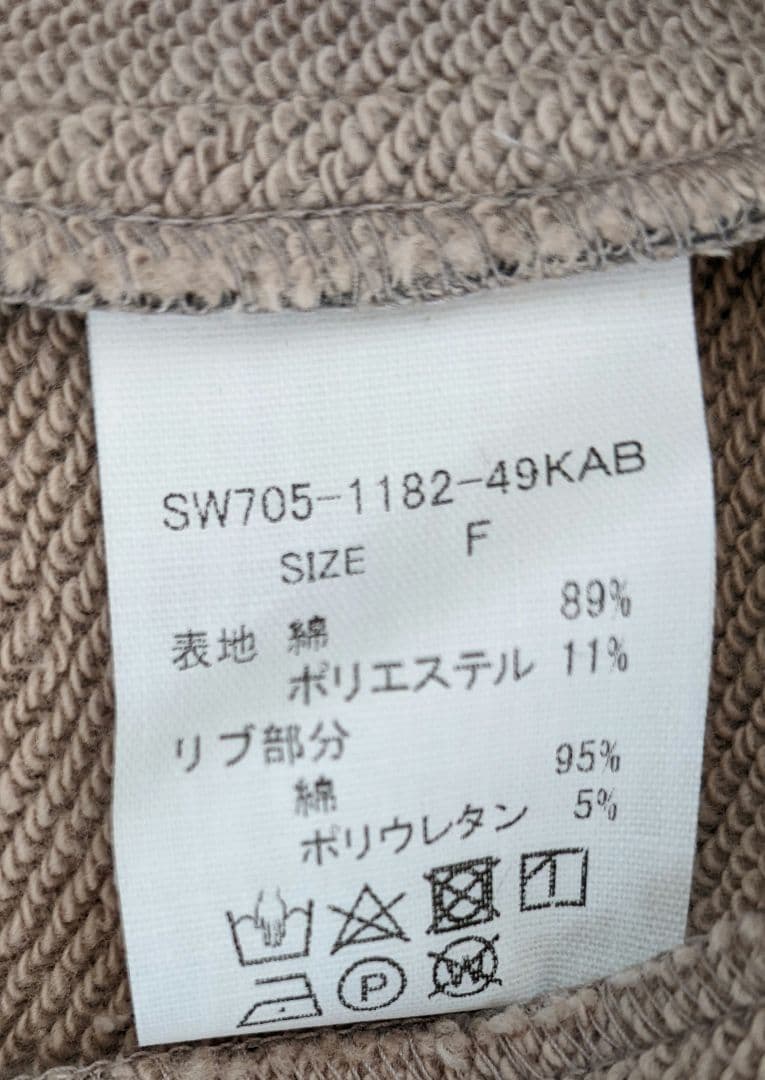 SW705-1182-49KAB
SIZE F
表地 綿 89%
ポリエステル 11%
リブ部分
綿 95%
ポリウレタン 5%
P
W